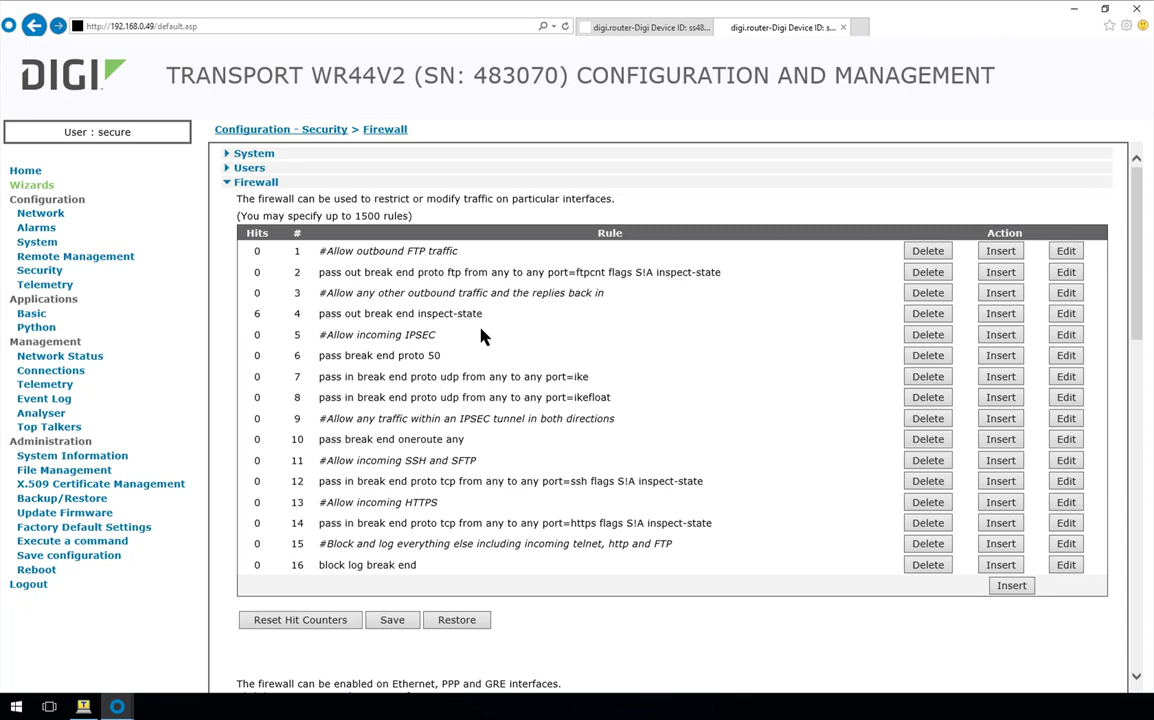 http://192.168.0.49/default.asp
digi.router-Digi Device ID: ss48...
digi.router-Digi Device ID: s...
DIGI
TRANSPORT WR44V2 (SN: 483070) CONFIGURATION AND MANAGEMENT
User : secure
Home
Wizards
Configuration
Network
Alarms
System
Remote Management
Security
Telemetry
Applications
Basic
Python
Management
Network Status
Connections
Telemetry
Event Log
Analyser
Top Talkers
Administration
System Information
File Management
X.509 Certificate Management
Backup/Restore
Update Firmware
Factory Default Settings
Execute a command
Save configuration
Reboot
Logout
Configuration - Security > Firewall
System
Users
Firewall
The firewall can be used to restrict or modify traffic on particular interfaces.
(You may specify up to 1500 rules)
Hits # Rule Action
0 1 #Allow outbound FTP traffic Delete Insert Edit
0 2 pass out break end proto ftp from any to any port=ftpcnt flags S!A inspect-state Delete Insert Edit
0 3 #Allow any other outbound traffic and the replies back in Delete Insert Edit
6 4 pass out break end inspect-state Delete Insert Edit
0 5 #Allow incoming IPSEC Delete Insert Edit
0 6 pass break end proto 50 Delete Insert Edit
0 7 pass in break end proto udp from any to any port=ike Delete Insert Edit
0 8 pass in break end proto udp from any to any port=ikefloat Delete Insert Edit
0 9 #Allow any traffic within an IPSEC tunnel in both directions Delete Insert Edit
0 10 pass break end oneroute any Delete Insert Edit
0 11 #Allow incoming SSH and SFTP Delete Insert Edit
0 12 pass in break end proto tcp from any to any port=ssh flags S!A inspect-state Delete Insert Edit
0 13 #Allow incoming HTTPS Delete Insert Edit
0 14 pass in break end proto tcp from any to any port=https flags S!A inspect-state Delete Insert Edit
0 15 #Block and log everything else including incoming telnet, http and FTP Delete Insert Edit
0 16 block log break end Delete Insert Edit
Insert
Reset Hit Counters Save Restore
The firewall can be enabled on Ethernet, PPP and GRE interfaces.